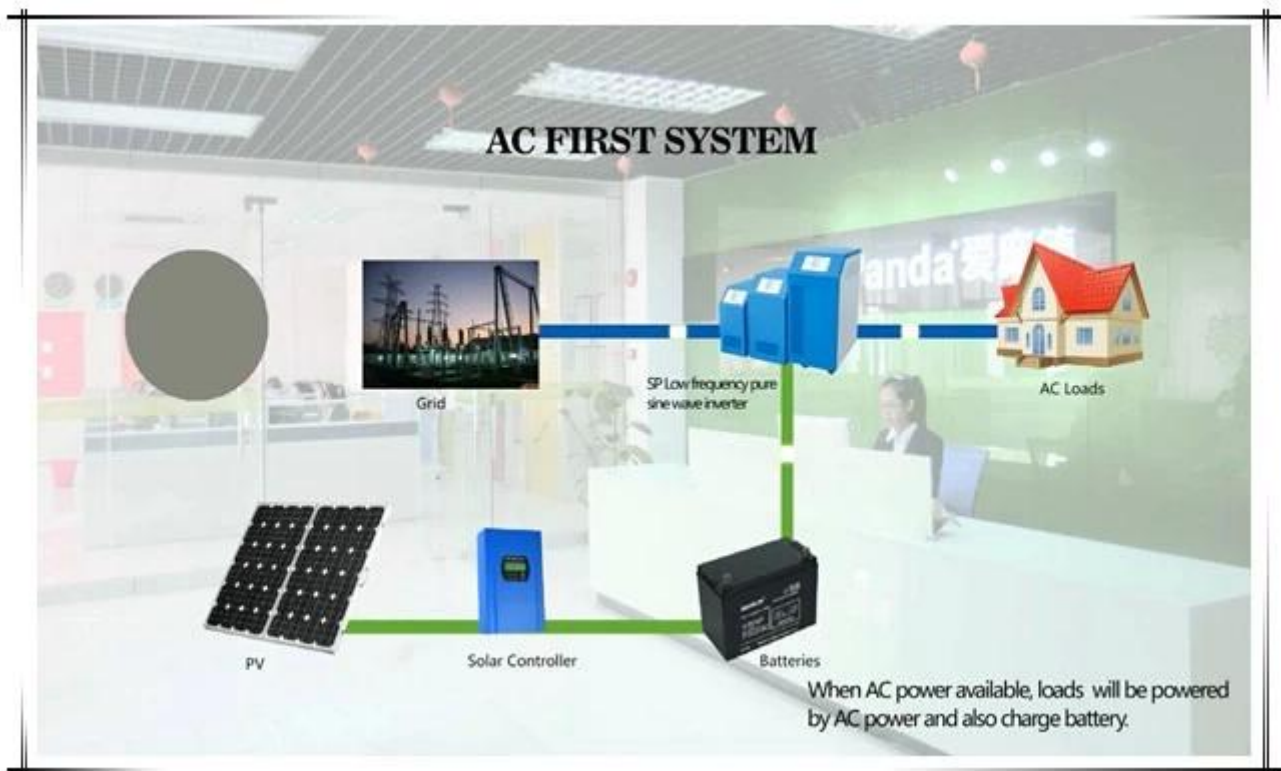 AC FIRST SYSTEM
Grid
SP Low frequency pure
sine wave inverter
AC Loads
PV
Solar Controller
Batteries
When AC power available, loads will be powered
by AC power and also charge battery.